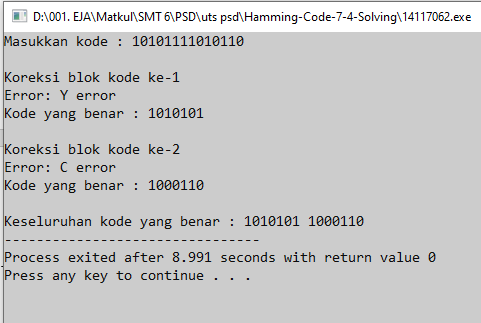 D:\001. EJA\Matkul\SMT 6\PSD\uts psd\Hamming-Code-7-4-Solving\14117062.exe
Masukkan kode : 10101111010110
Koreksi blok kode ke-1
Error: Y error
Kode yang benar : 1010101
Koreksi blok kode ke-2
Error: C error
Kode yang benar : 1000110
Keseluruhan kode yang benar : 1010101 1000110
--------------------------------
Process exited after 8.991 seconds with return value 0
Press any key to continue . . .